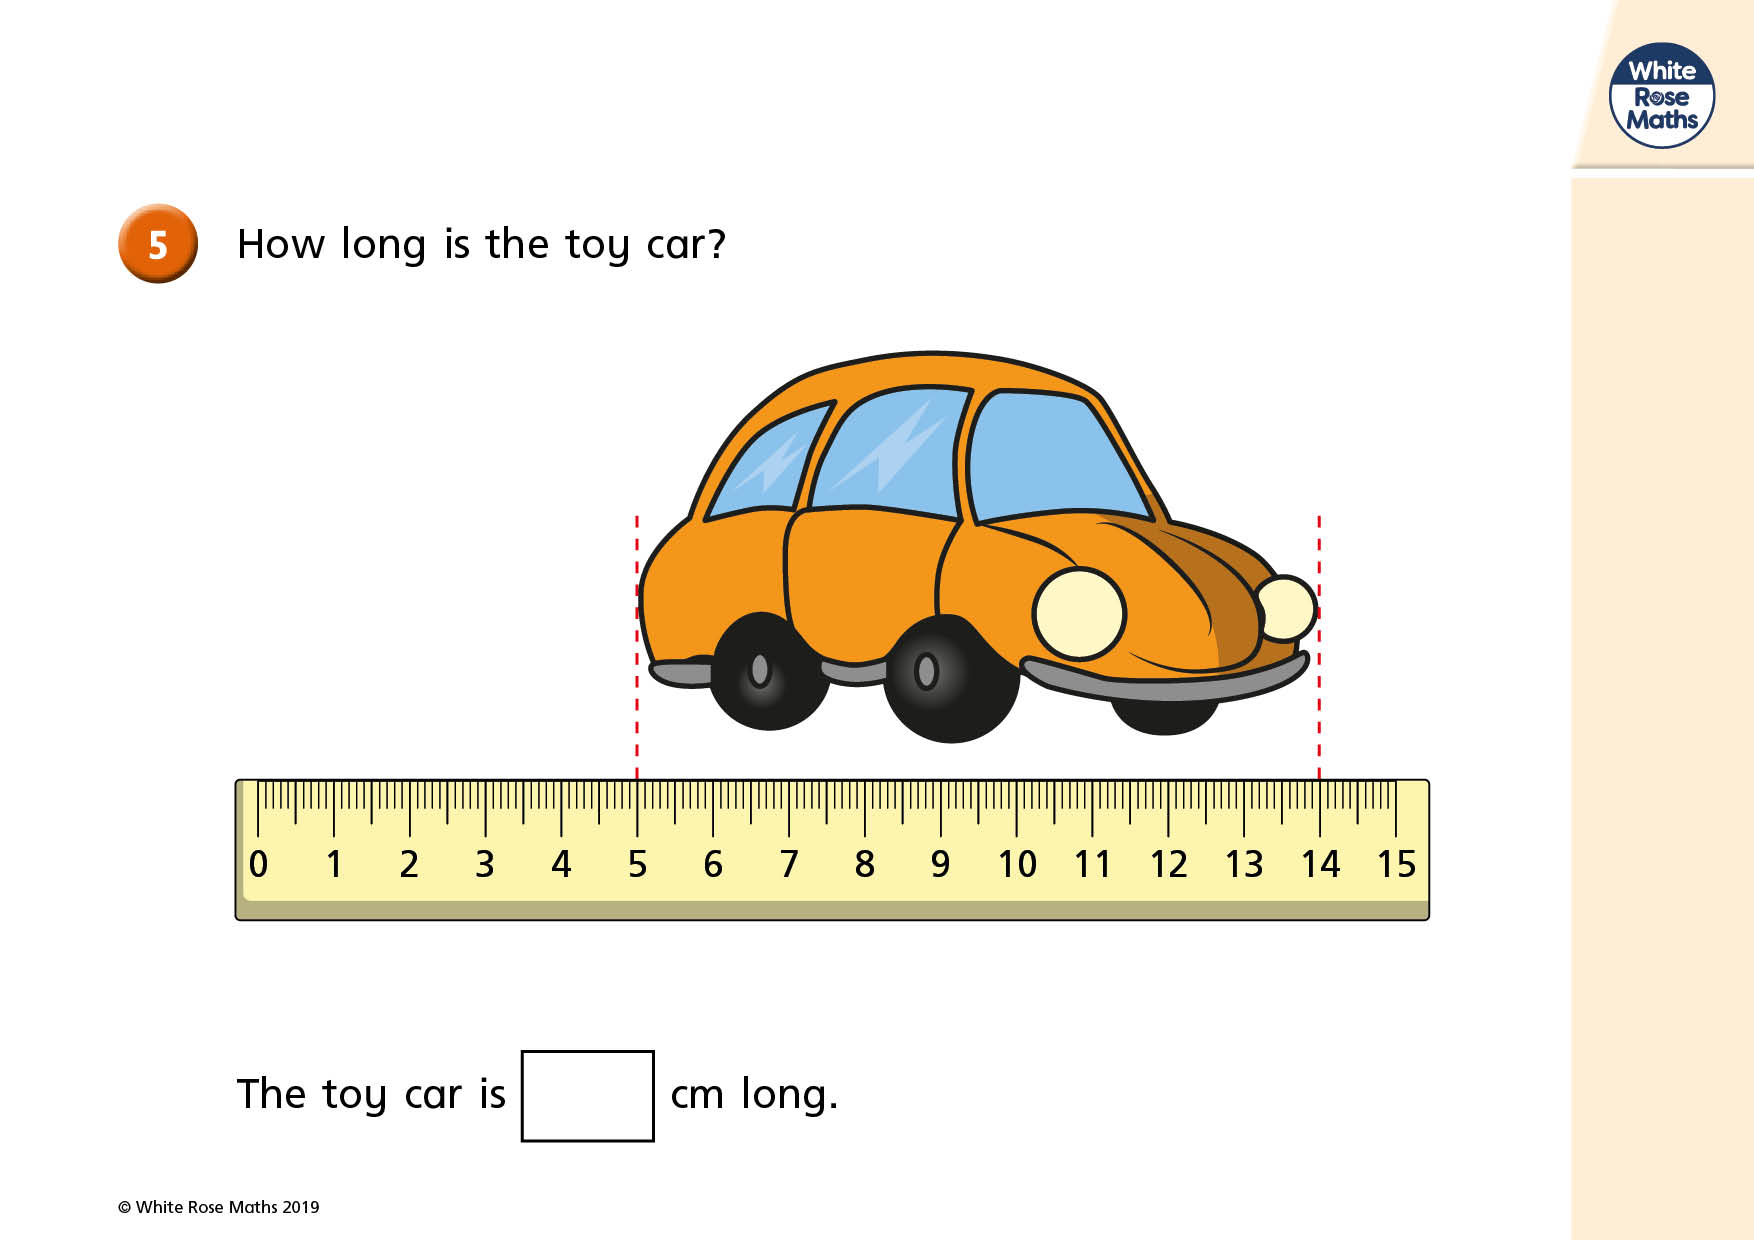 White
Rose
Maths
5 How long is the toy car?
0 1 2 3 4 5 6 7 8 9 10 11 12 13 14 15
The toy car is cm long.
© White Rose Maths 2019